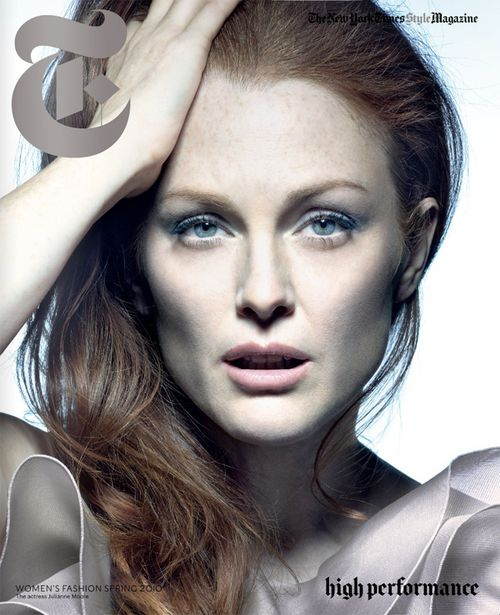 T
The New York Times Style Magazine
WOMEN'S FASHION SPRING 2010
The actress Julianne Moore
high performance